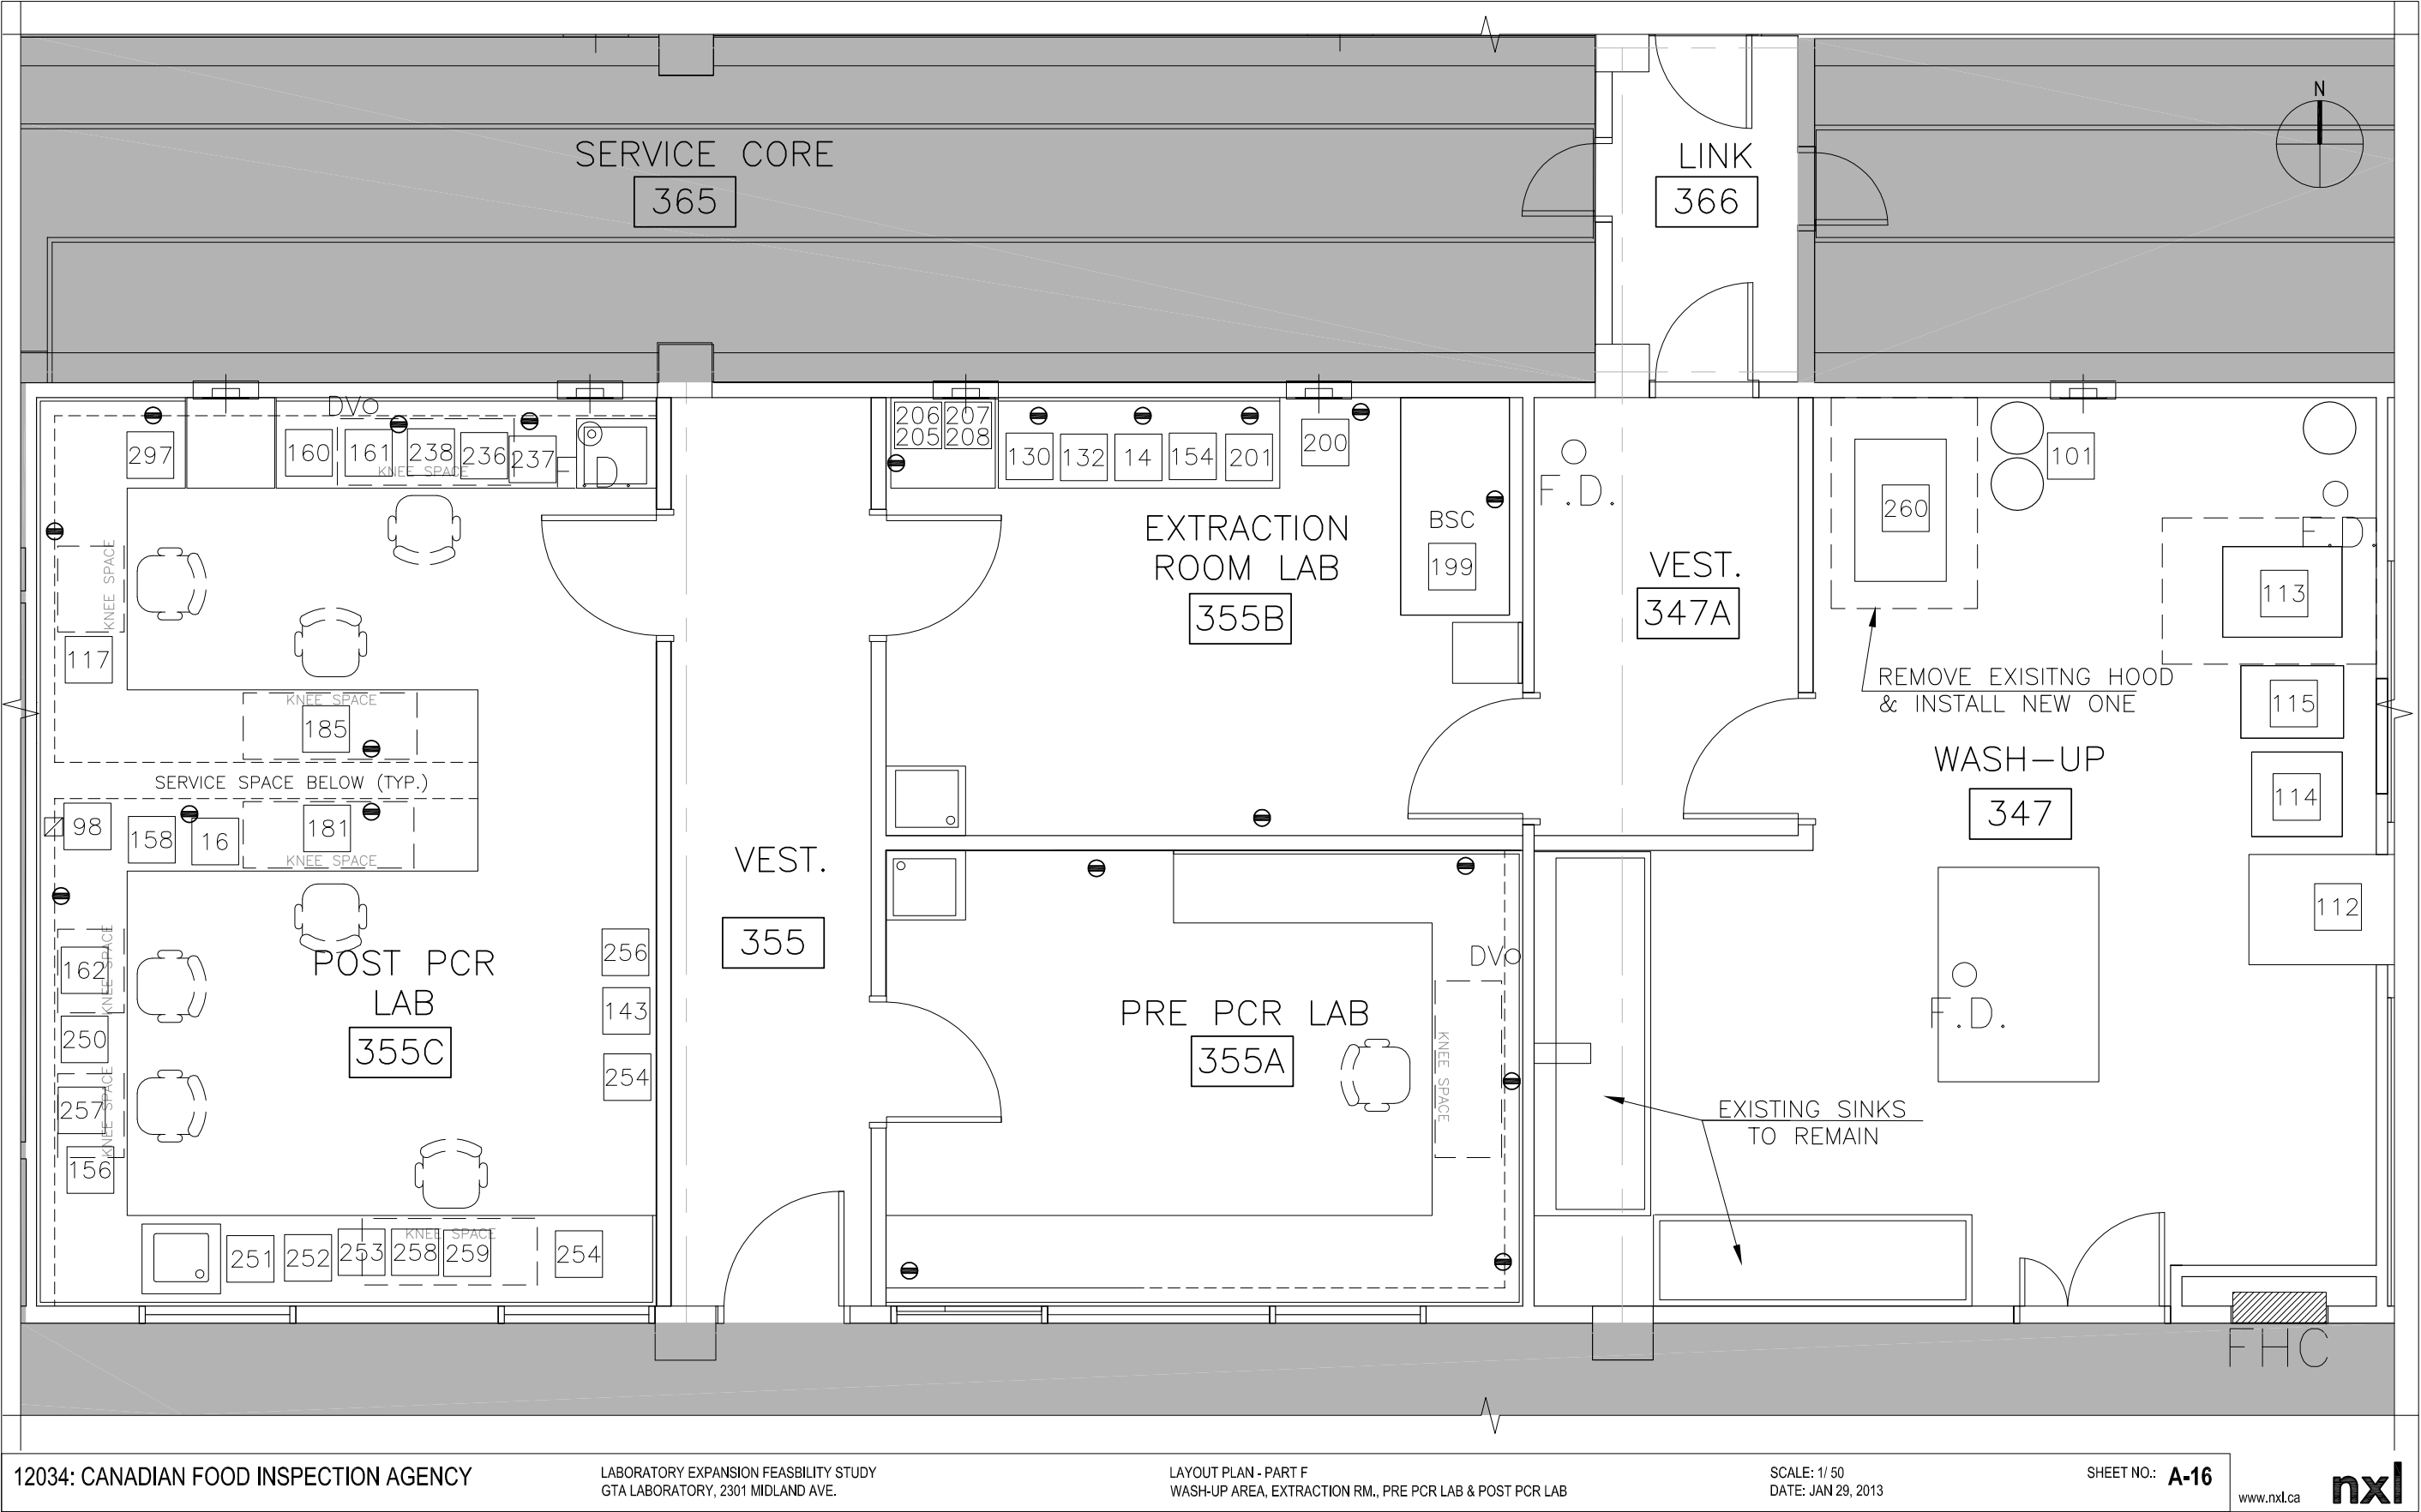 N
SERVICE CORE
365
LINK
366
DV
297
160
161
238
236
237
KNEE SPACE
F.D.
206
207
205
208
130
132
14
154
201
200
101
F.D.
260
EXTRACTION
ROOM LAB
355B
BSC
199
VEST.
347A
F.D.
113
KNEE SPACE
117
REMOVE EXISITNG HOOD
& INSTALL NEW ONE
115
KNEE SPACE
185
SERVICE SPACE BELOW (TYP.)
WASH-UP
347
114
98
158
16
181
KNEE SPACE
VEST.
355
112
162
KNEE SPACE
256
POST PCR
LAB
355C
143
250
254
257
KNEE SPACE
156
DV
PRE PCR LAB
355A
KNEE SPACE
F.D.
EXISTING SINKS
TO REMAIN
KNEE SPACE
251
252
253
258
259
254
FHC
12034: CANADIAN FOOD INSPECTION AGENCY
LABORATORY EXPANSION FEASBILITY STUDY
GTA LABORATORY, 2301 MIDLAND AVE.
LAYOUT PLAN - PART F
WASH-UP AREA, EXTRACTION RM., PRE PCR LAB & POST PCR LAB
SCALE: 1/ 50
DATE: JAN 29, 2013
SHEET NO.: A-16
www.nxl.ca
nxl